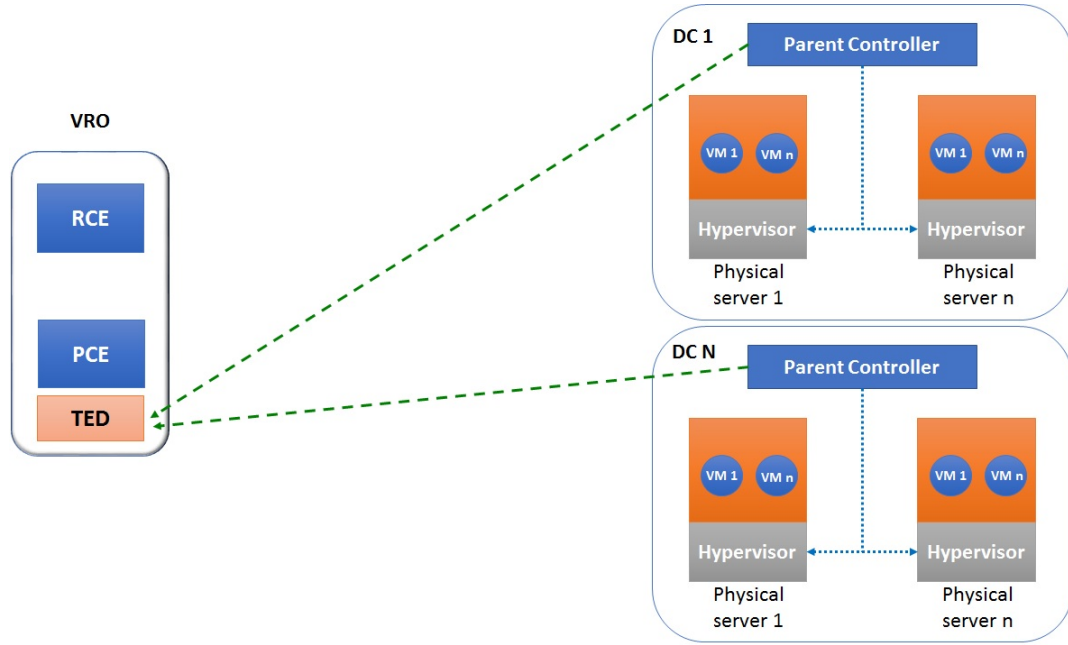 VRO
RCE
PCE
TED
DC 1
Parent Controller
VM 1
VM n
VM 1
VM n
Hypervisor
Hypervisor
Physical
server 1
Physical
server n
DC N
Parent Controller
VM 1
VM n
VM 1
VM n
Hypervisor
Hypervisor
Physical
server 1
Physical
server n